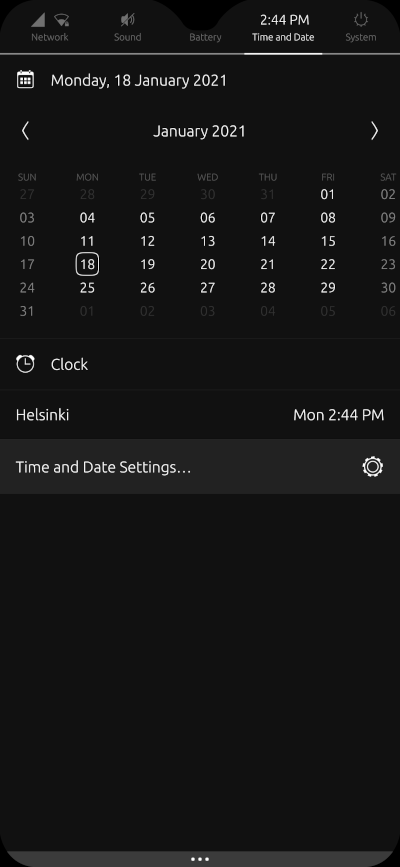 2:44 PM
Network Sound Battery Time and Date System
Monday, 18 January 2021
January 2021
SUN MON TUE WED THU FRI SAT
27 28 29 30 31 01 02
03 04 05 06 07 08 09
10 11 12 13 14 15 16
17 18 19 20 21 22 23
24 25 26 27 28 29 30
31 01 02 03 04 05 06
Clock
Helsinki Mon 2:44 PM
Time and Date Settings…